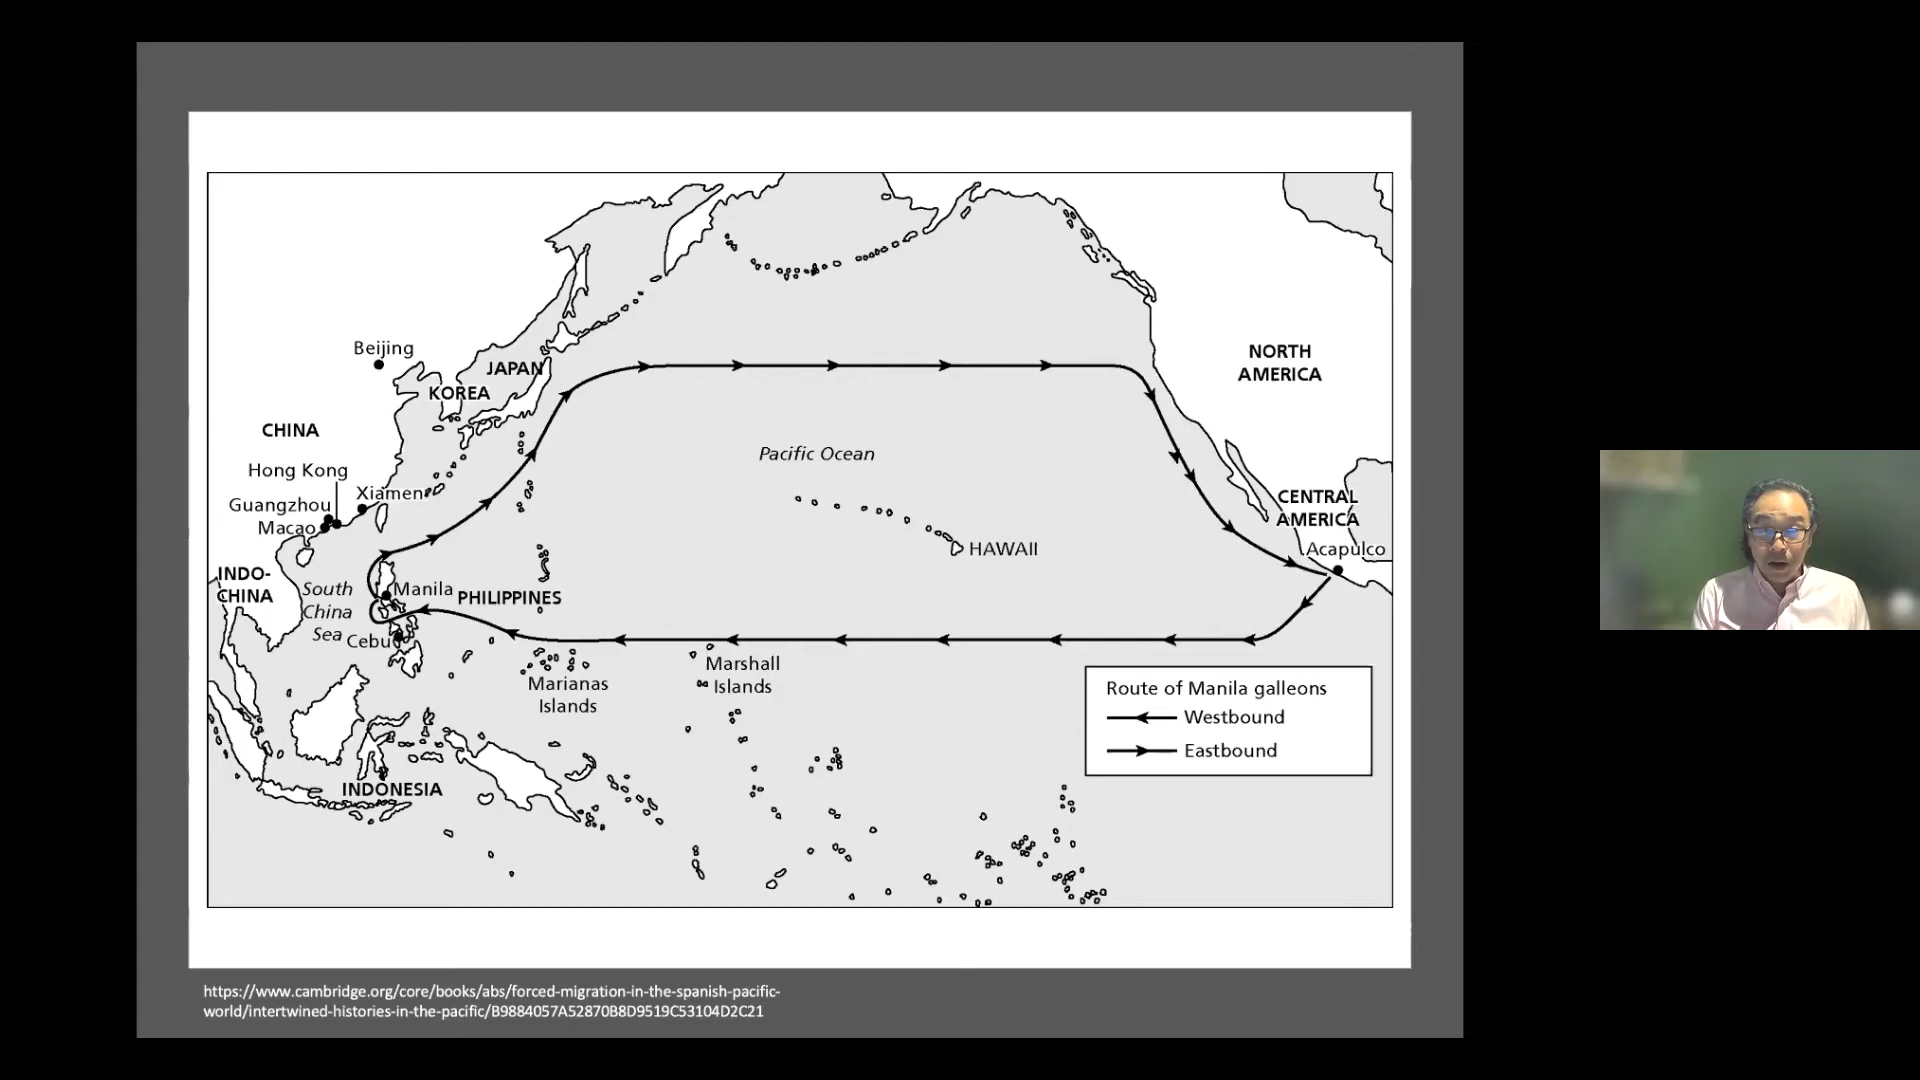 Beijing
JAPAN
KOREA
NORTH
AMERICA
CHINA
Pacific Ocean
Hong Kong
Xiamen
Guangzhou
Macao
CENTRAL
AMERICA
Acapulco
HAWAII
INDO-
CHINA
South
China
Sea
Manila
PHILIPPINES
Cebu
Marianas
Islands
Marshall
Islands
INDONESIA
Route of Manila galleons
Westbound
Eastbound
https://www.cambridge.org/core/books/abs/forced-migration-in-the-spanish-pacific-
world/intertwined-histories-in-the-pacific/B9884057A52870B8D9519C53104D2C21